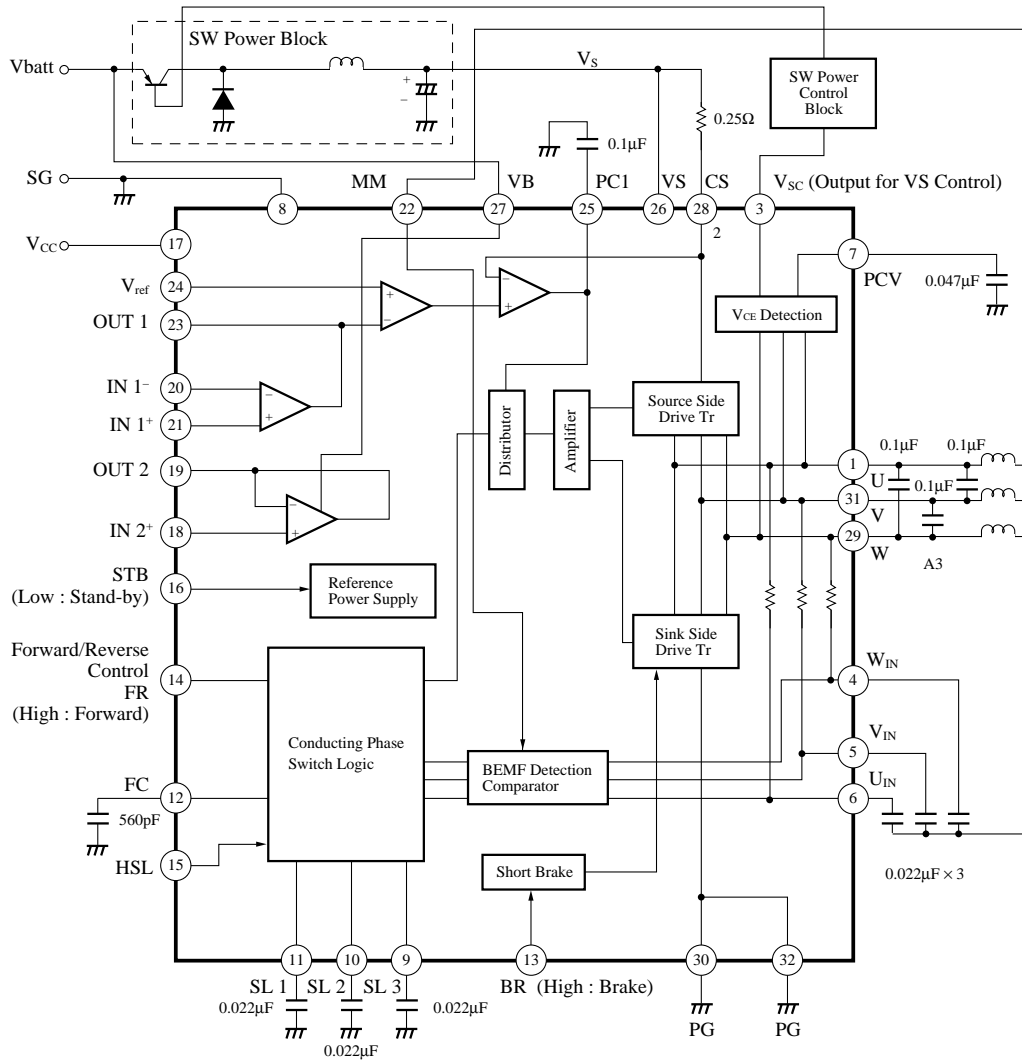 SW Power Block
Vbatt
+
−
VS
SW Power
Control
Block
0.25Ω
0.1µF
SG
MM
VB
PC1
VS
CS
VSC (Output for VS Control)
8
22
27
25
26
28
3
2
VCC
17
7
PCV
0.047µF
Vref
24
OUT 1
23
+
−
−
+
VCE Detection
IN 1−
20
−
IN 1+
21
+
Distributor
Amplifier
Source Side
Drive Tr
OUT 2
19
−
IN 2+
18
+
1
U
0.1µF
0.1µF
31
V
0.1µF
29
W
A3
STB
(Low : Stand-by)
16
Reference
Power Supply
Sink Side
Drive Tr
Forward/Reverse
Control
FR
(High : Forward)
14
WIN
4
Conducting Phase
Switch Logic
BEMF Detection
Comparator
VIN
5
UIN
6
FC
12
560pF
HSL
15
Short Brake
0.022µF × 3
11
10
9
13
30
32
SL 1
SL 2
SL 3
BR (High : Brake)
0.022µF
0.022µF
0.022µF
PG
PG